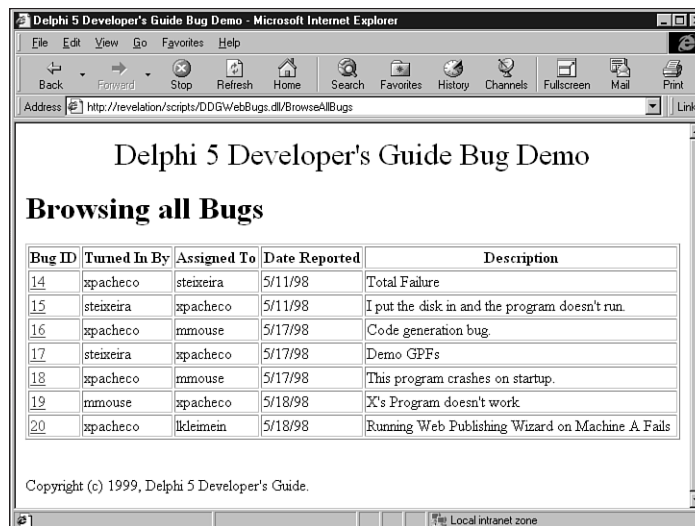 Delphi 5 Developer's Guide Bug Demo - Microsoft Internet Explorer
File Edit View Go Favorites Help
Back Forward Stop Refresh Home Search Favorites History Channels Fullscreen Mail Print
Address http://revelation/scripts/DDGWebBugs.dll/BrowseAllBugs Link
Delphi 5 Developer's Guide Bug Demo
Browsing all Bugs
Bug ID Turned In By Assigned To Date Reported Description
14 xpacheco steixeira 5/11/98 Total Failure
15 steixeira xpacheco 5/11/98 I put the disk in and the program doesn't run.
16 xpacheco mmouse 5/17/98 Code generation bug.
17 steixeira xpacheco 5/17/98 Demo GPFs
18 xpacheco mmouse 5/17/98 This program crashes on startup.
19 mmouse xpacheco 5/18/98 X's Program doesn't work
20 xpacheco lkleimein 5/18/98 Running Web Publishing Wizard on Machine A Fails
Copyright (c) 1999, Delphi 5 Developer's Guide.
Local intranet zone